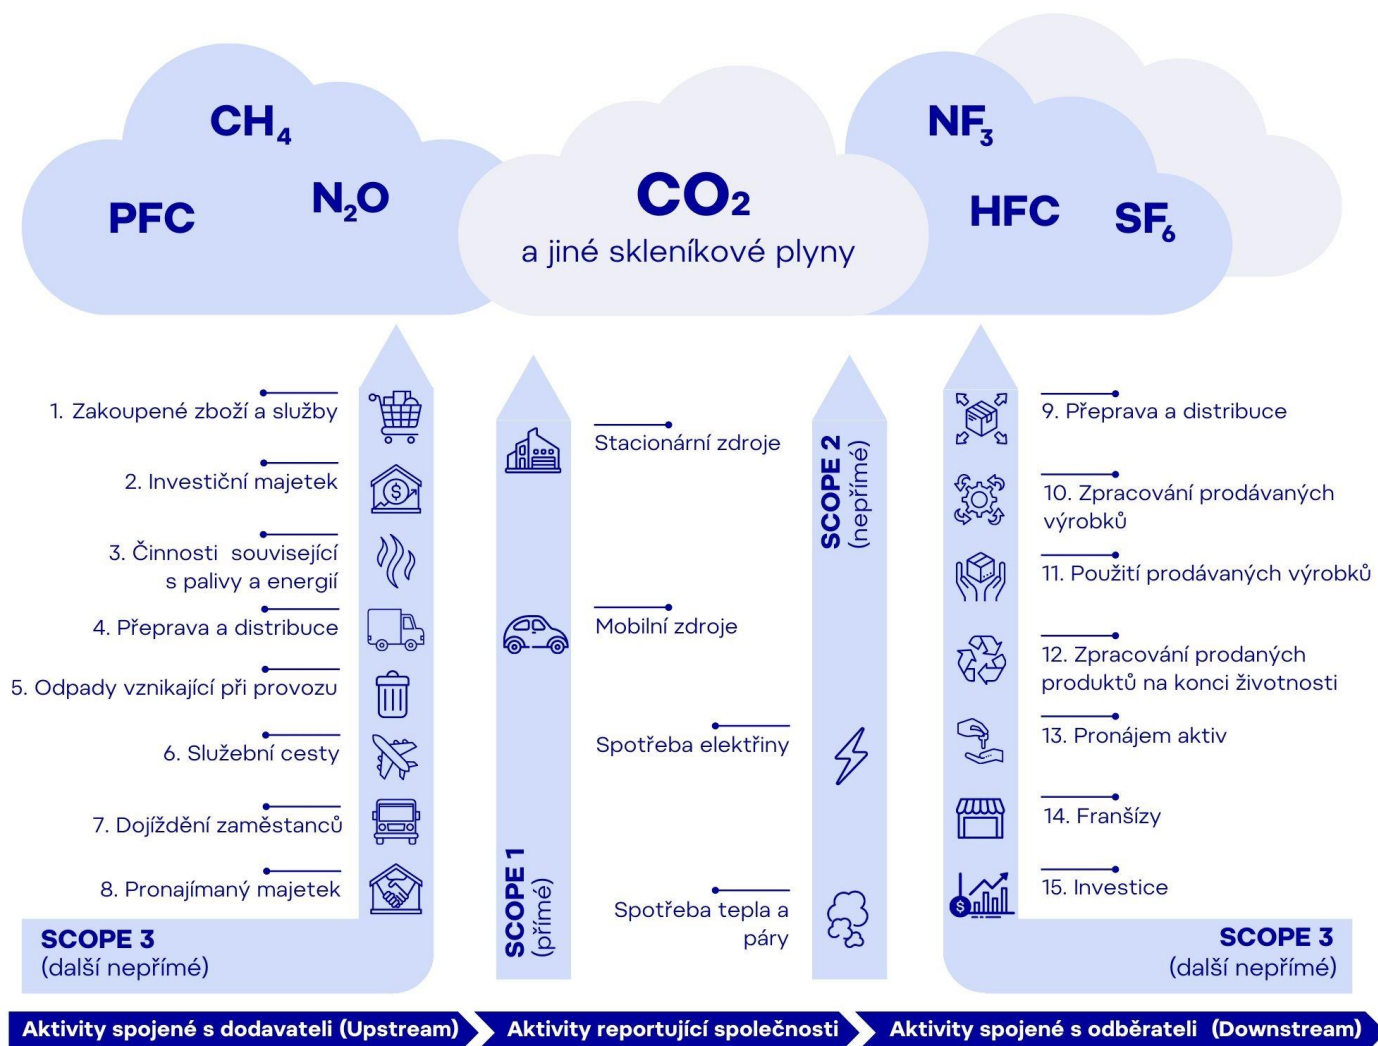 CH₄
PFC
N₂O
CO₂
a jiné skleníkové plyny
NF₃
HFC
SF₆
1. Zakoupené zboží a služby
2. Investiční majetek
3. Činnosti související
s palivy a energií
4. Přeprava a distribuce
5. Odpady vznikající při provozu
6. Služební cesty
7. Dojíždění zaměstanců
8. Pronajímaný majetek
SCOPE 3
(další nepřímé)
Stacionární zdroje
Mobilní zdroje
SCOPE 1
(přímé)
SCOPE 2
(nepřímé)
Spotřeba elektřiny
Spotřeba tepla a
páry
9. Přeprava a distribuce
10. Zpracování prodávaných
výrobků
11. Použití prodávaných výrobků
12. Zpracování prodaných
produktů na konci životnosti
13. Pronájem aktiv
14. Franšízy
15. Investice
SCOPE 3
(další nepřímé)
Aktivity spojené s dodavateli (Upstream)
Aktivity reportující společnosti
Aktivity spojené s odběrateli (Downstream)